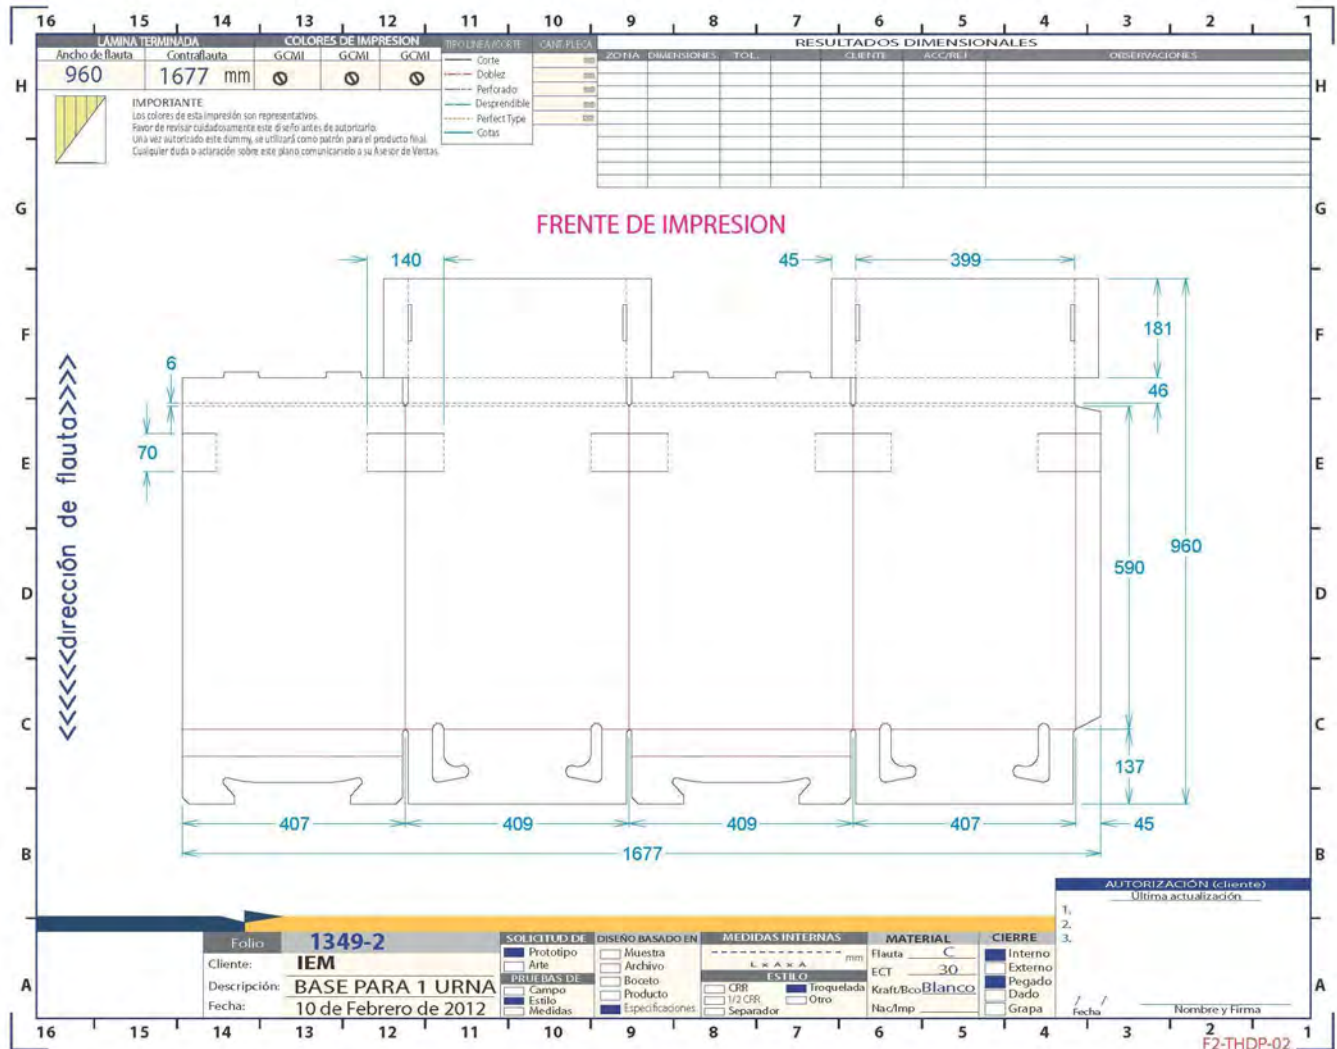 16 15 14 13 12 11 10 9 8 7 6 5 4 3 2 1
LÁMINA TERMINADA COLORES DE IMPRESION TIPO LINEA/CORTE CANT. PLECA RESULTADOS DIMENSIONALES
Ancho de flauta Contraflauta GCMI GCMI GCMI
960 1677 mm
Corte
Doblez
Perforado
Desprendible
Perfect Type
Cotas
ZONA DIMENSIONES TOL. CLIENTE ACC/REJ OBSERVACIONES
H H
IMPORTANTE
Los colores de esta impresión son representativos.
Favor de revisar cuidadosamente este diseño antes de autorizarlo.
Una vez autorizado este dummy, se utilizará como patrón para el producto final.
Cualquier duda o aclaración sobre este plano comunicarselo a su Asesor de Ventas.
G G
FRENTE DE IMPRESION
140 45 399
F F
181
6
46
70
E E
<<<<<dirección de flauta>>>>>
960
590
D D
C C
137
407 409 409 407 45
1677
B B
AUTORIZACIÓN (cliente)
Última actualización
1.
2.
3.
Folio 1349-2
Cliente: IEM
Descripción: BASE PARA 1 URNA
Fecha: 10 de Febrero de 2012
SOLICITUD DE
Prototipo
Arte
PRUEBAS DE
Campo
Estilo
Medidas
DISEÑO BASADO EN
Muestra
Archivo
Boceto
Producto
Especificaciones
MEDIDAS INTERNAS
mm
L x A x A
ESTILO
CRR Troquelada
1/2 CRR Otro
Separador
MATERIAL
Flauta C
ECT 30
Kraft/Bco Blanco
Nac/Imp
CIERRE
Interno
Externo
Pegado
Dado
Grapa
/ /
Fecha Nombre y Firma
A A
16 15 14 13 12 11 10 9 8 7 6 5 4 3 2 1
F2-THDP-02